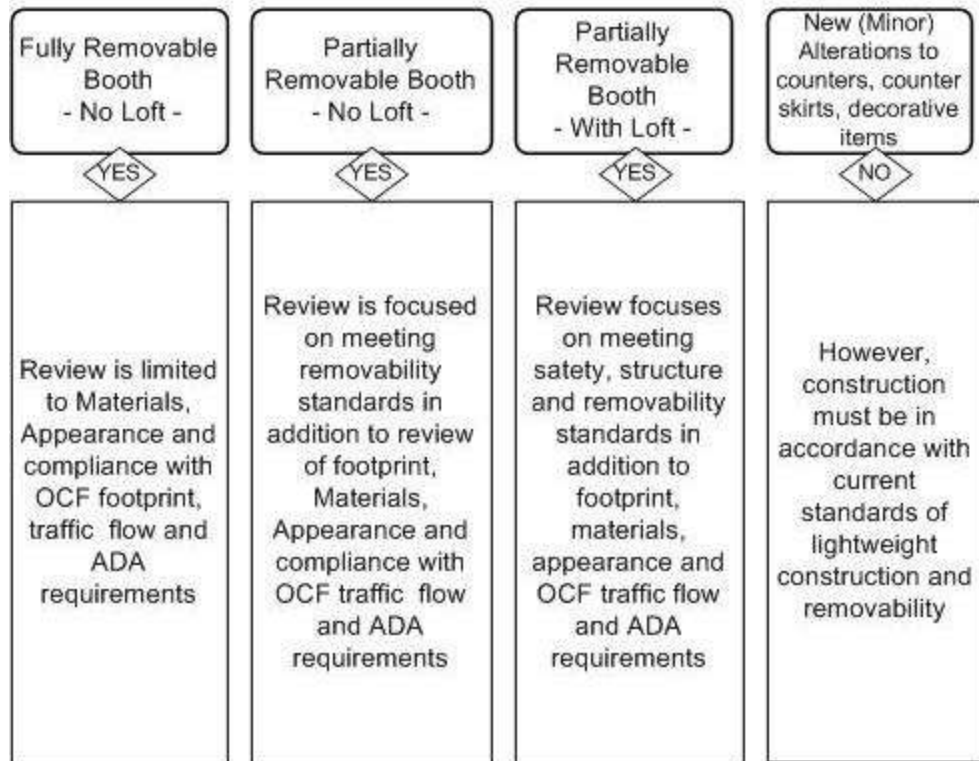 Fully Removable
Booth
- No Loft -
YES
Review is limited
to Materials,
Appearance and
compliance with
OCF footprint,
traffic flow and
ADA
requirements
Partially
Removable Booth
- No Loft -
YES
Review is focused
on meeting
removability
standards in
addition to review
of footprint,
Materials,
Appearance and
compliance with
OCF traffic flow
and ADA
requirements
Partially
Removable
Booth
- With Loft -
YES
Review focuses
on meeting
safety, structure
and removability
standards in
addition to
footprint,
materials,
appearance and
OCF traffic flow
and ADA
requirements
New (Minor)
Alterations to
counters, counter
skirts, decorative
items
NO
However,
construction
must be in
accordance with
current
standards of
lightweight
construction and
removability